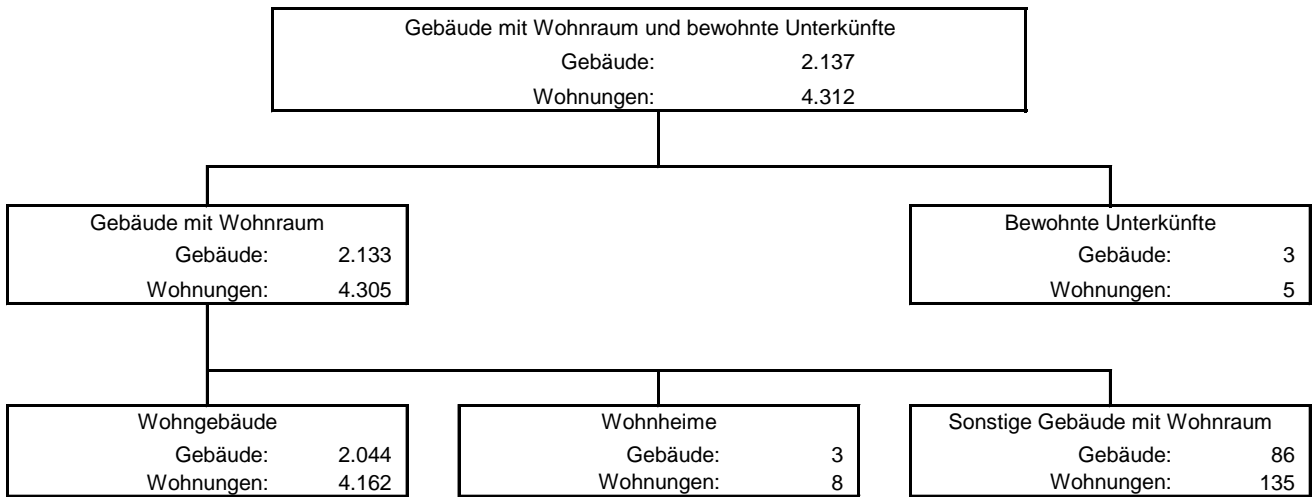 Gebäude mit Wohnraum und bewohnte Unterkünfte
Gebäude: 2.137
Wohnungen: 4.312
Gebäude mit Wohnraum
Gebäude: 2.133
Wohnungen: 4.305
Bewohnte Unterkünfte
Gebäude: 3
Wohnungen: 5
Wohngebäude
Gebäude: 2.044
Wohnungen: 4.162
Wohnheime
Gebäude: 3
Wohnungen: 8
Sonstige Gebäude mit Wohnraum
Gebäude: 86
Wohnungen: 135